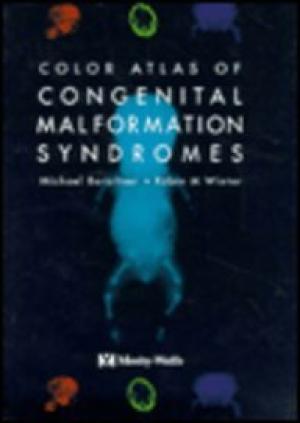 COLOR ATLAS OF
CONGENITAL
MALFORMATION
SYNDROMES
Michael Baraitser • Robin M Winter
Mosby-Wolfe